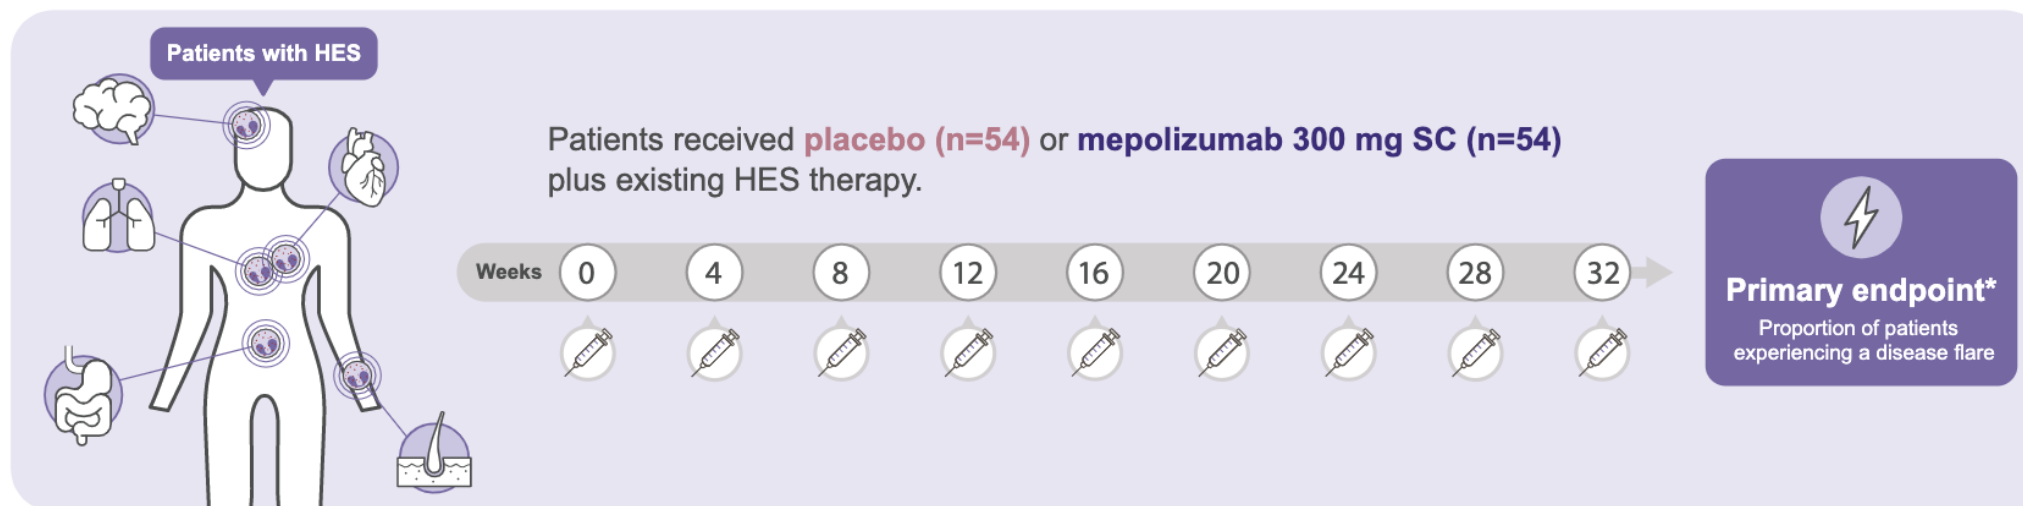 Patients with HES
Patients received placebo (n=54) or mepolizumab 300 mg SC (n=54)
plus existing HES therapy.
Weeks 0 4 8 12 16 20 24 28 32
Primary endpoint*
Proportion of patients
experiencing a disease flare